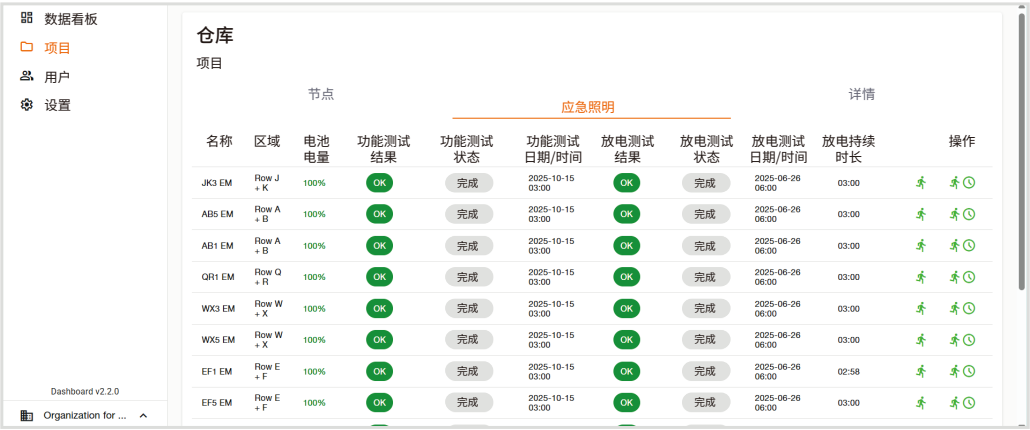 数据看板
项目
用户
设置
仓库
项目
节点 应急照明 详情
名称 区域 电池电量 功能测试结果 功能测试状态 功能测试日期/时间 放电测试结果 放电测试状态 放电测试日期/时间 放电持续时长 操作
JK3 EM Row J + K 100% OK 完成 2025-10-15 03:00 OK 完成 2025-06-26 06:00 03:00
AB5 EM Row A + B 100% OK 完成 2025-10-15 03:00 OK 完成 2025-06-26 06:00 03:00
AB1 EM Row A + B 100% OK 完成 2025-10-15 03:00 OK 完成 2025-06-26 06:00 03:00
QR1 EM Row Q + R 100% OK 完成 2025-10-15 03:00 OK 完成 2025-06-26 06:00 03:00
WX3 EM Row W + X 100% OK 完成 2025-10-15 03:00 OK 完成 2025-06-26 06:00 03:00
WX5 EM Row W + X 100% OK 完成 2025-10-15 03:00 OK 完成 2025-06-26 06:00 03:00
EF1 EM Row E + F 100% OK 完成 2025-10-15 03:00 OK 完成 2025-06-26 06:00 02:58
EF5 EM Row E + F 100% OK 完成 2025-10-15 03:00 OK 完成 2025-06-26 06:00 03:00
Dashboard v2.2.0
Organization for ...